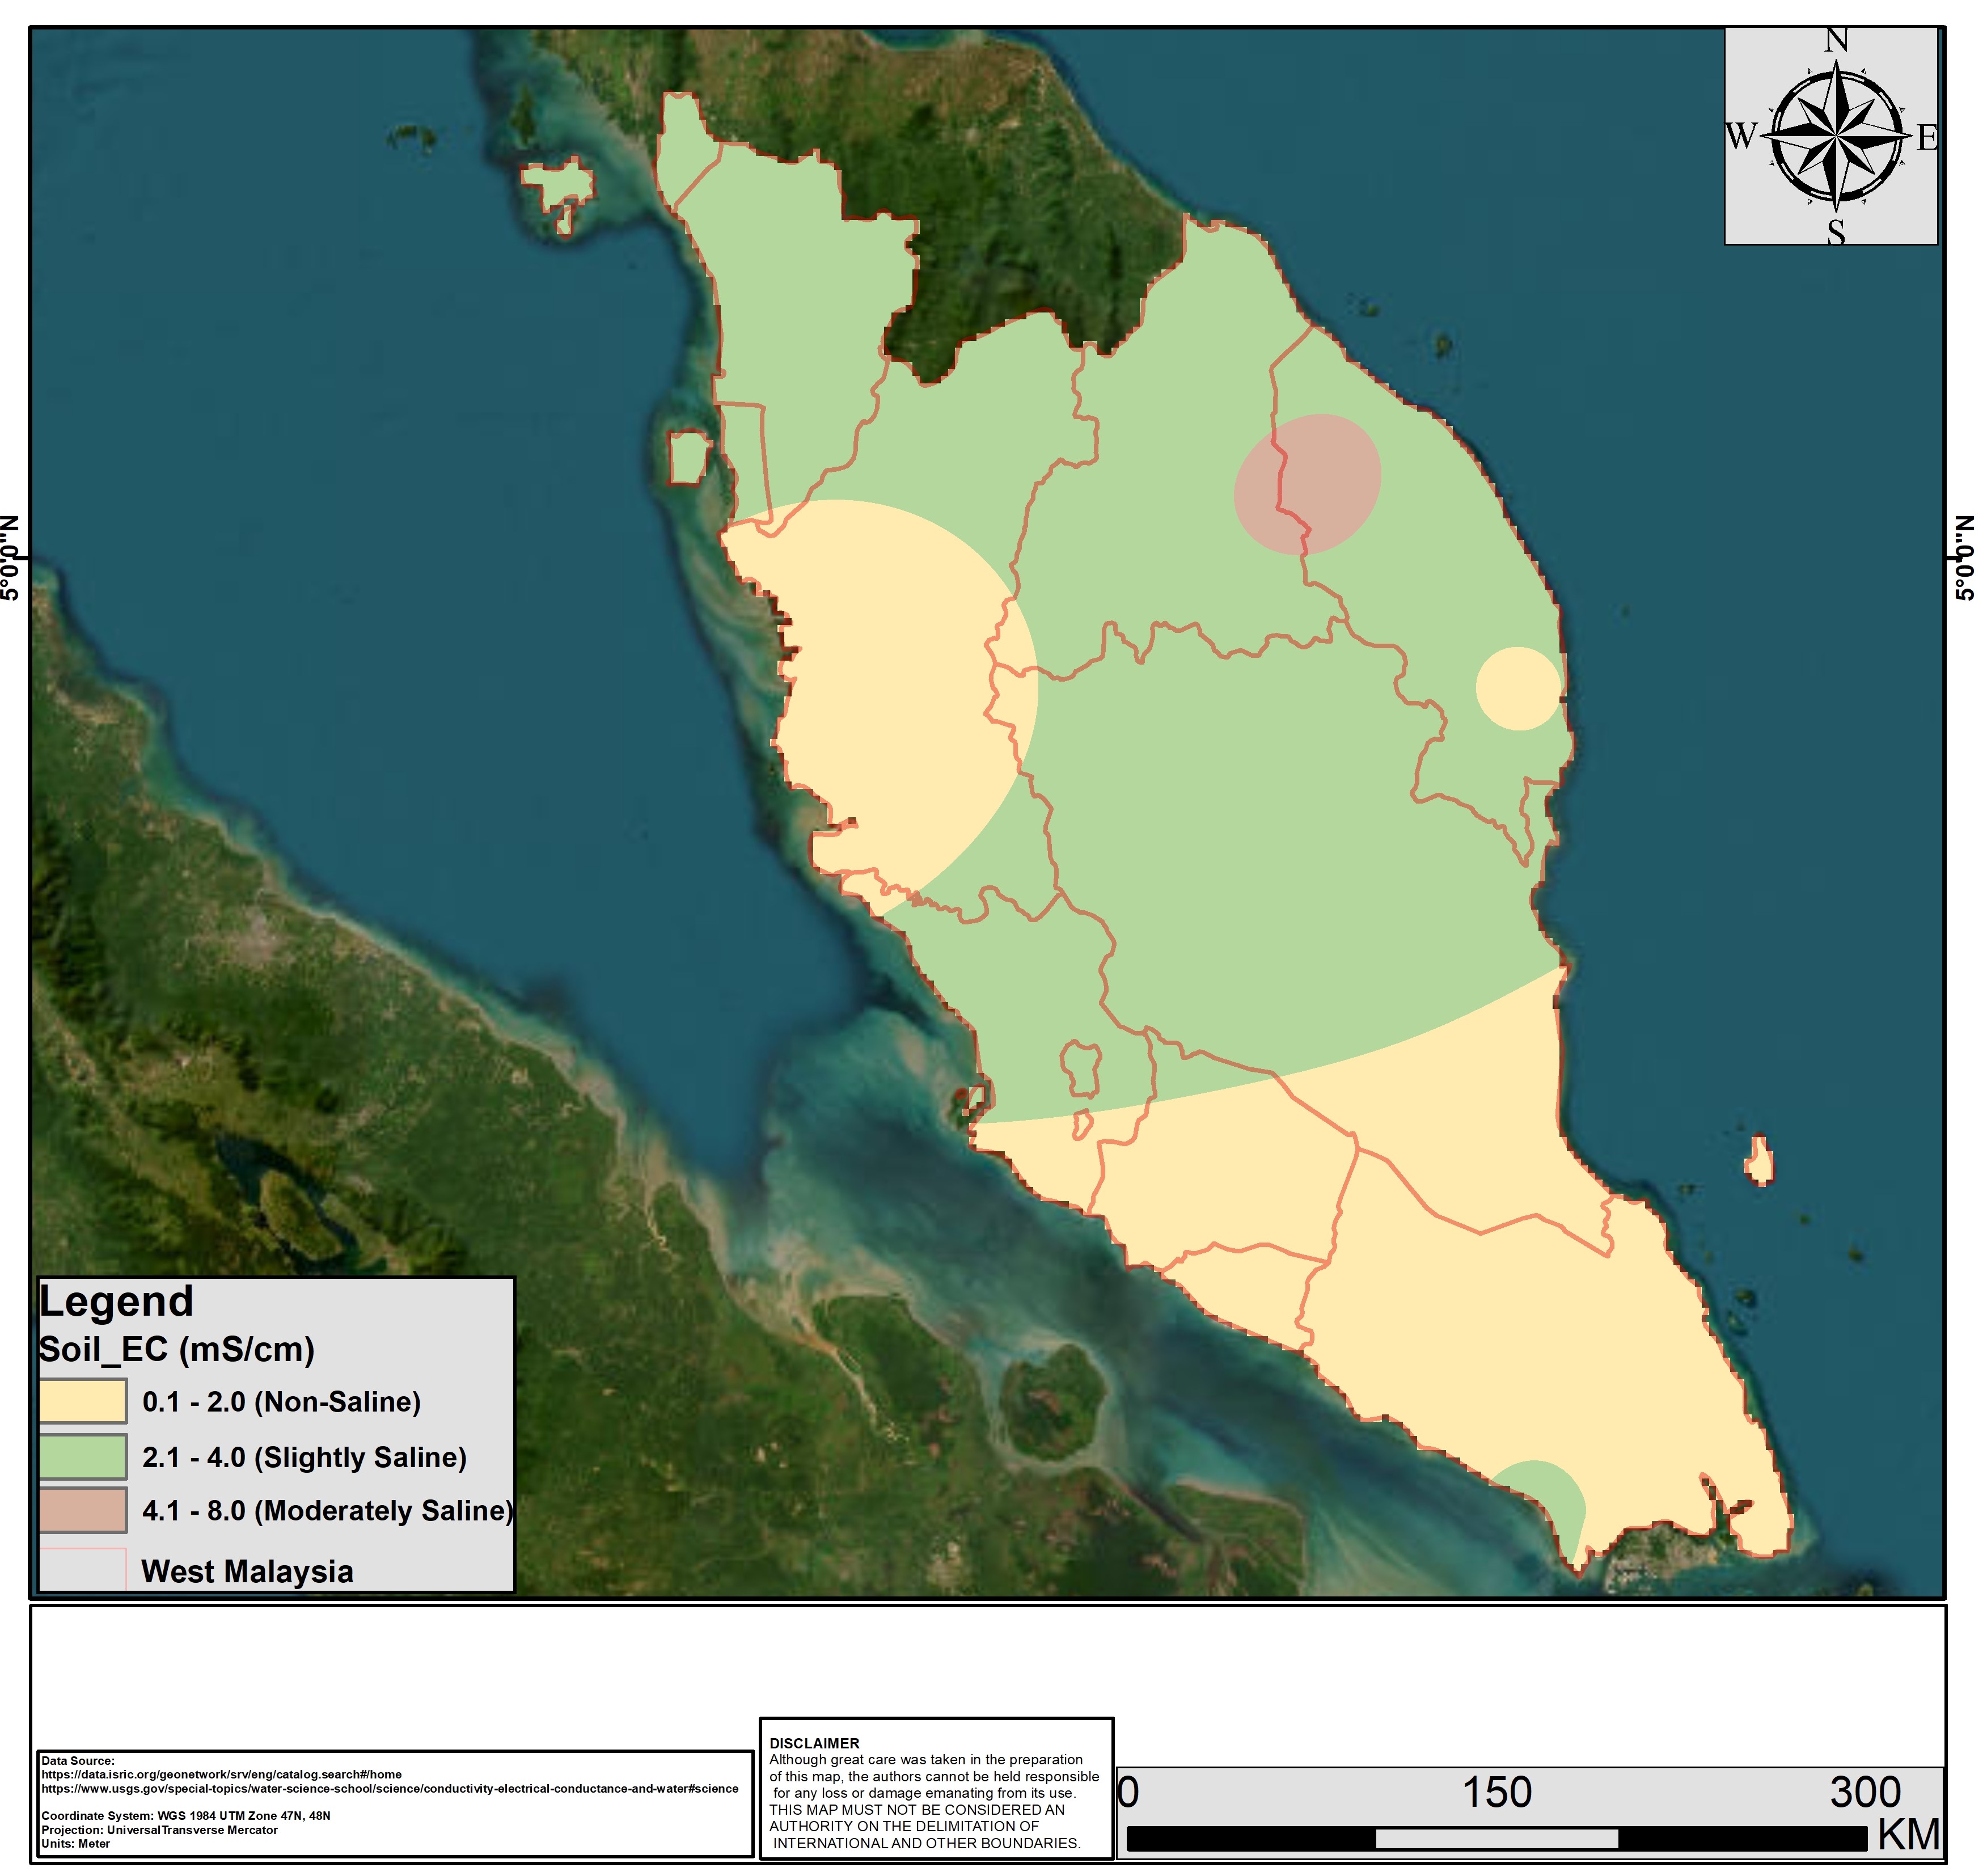 N
W E
S
5°0'0"N
5°0'0"N
Legend
Soil_EC (mS/cm)
0.1 - 2.0 (Non-Saline)
2.1 - 4.0 (Slightly Saline)
4.1 - 8.0 (Moderately Saline)
West Malaysia
Data Source:
https://data.isric.org/geonetwork/srv/eng/catalog.search#/home
https://www.usgs.gov/special-topics/water-science-school/science/conductivity-electrical-conductance-and-water#science
Coordinate System: WGS 1984 UTM Zone 47N, 48N
Projection: UniversalTransverse Mercator
Units: Meter
DISCLAIMER
Although great care was taken in the preparation
of this map, the authors cannot be held responsible
for any loss or damage emanating from its use.
THIS MAP MUST NOT BE CONSIDERED AN
AUTHORITY ON THE DELIMITATION OF
INTERNATIONAL AND OTHER BOUNDARIES.
0 150 300
KM